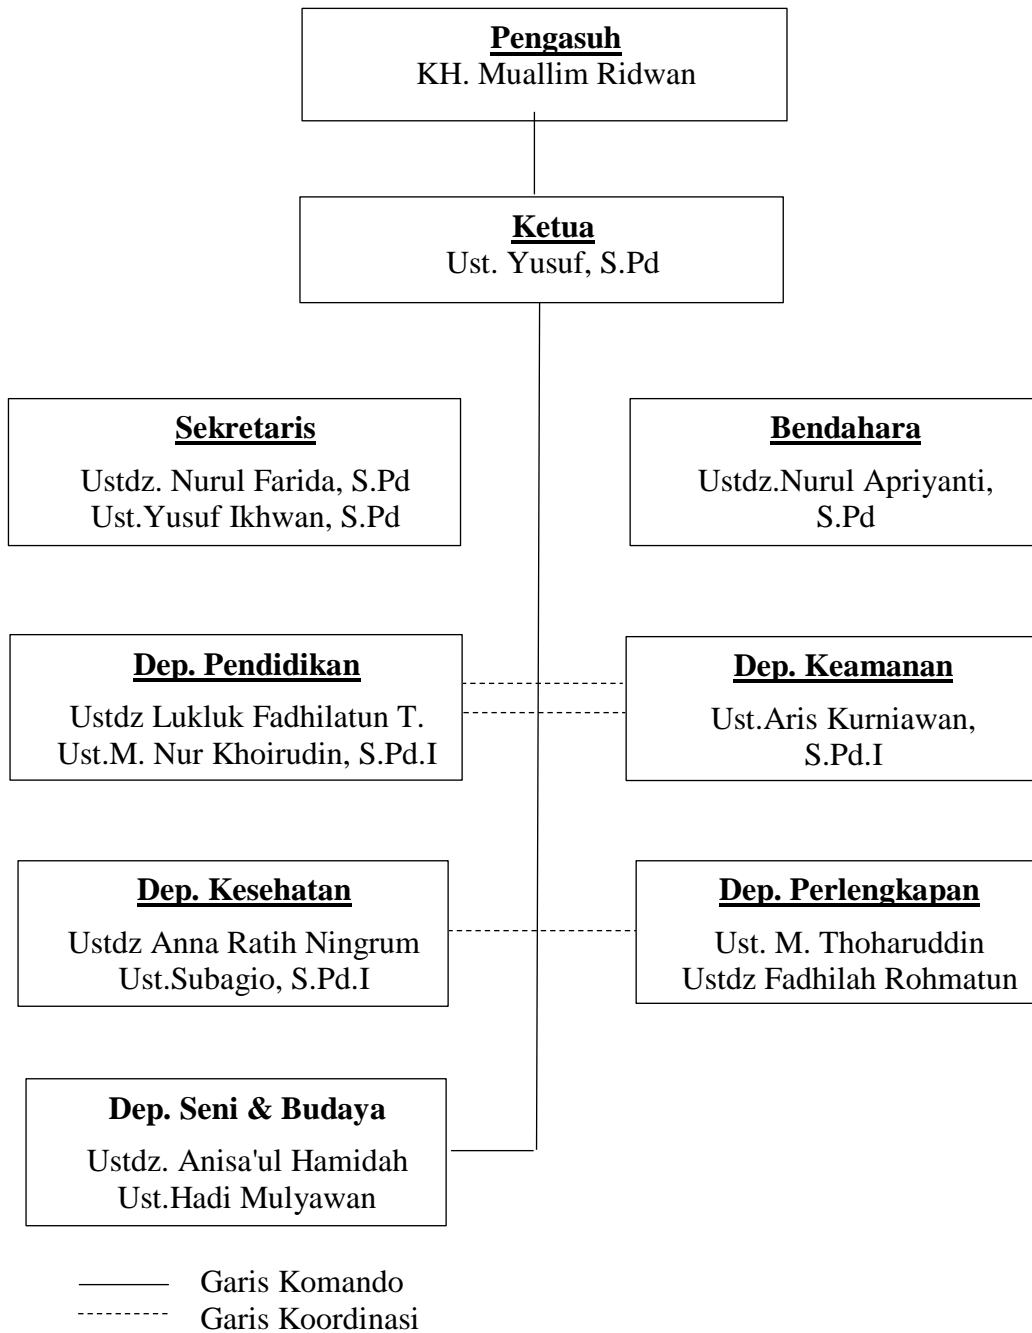 Pengasuh
KH. Muallim Ridwan
Ketua
Ust. Yusuf, S.Pd
Sekretaris
Ustdz. Nurul Farida, S.Pd
Ust.Yusuf Ikhwan, S.Pd
Bendahara
Ustdz.Nurul Apriyanti,
S.Pd
Dep. Pendidikan
Ustdz Lukluk Fadhilatun T.
Ust.M. Nur Khoirudin, S.Pd.I
Dep. Keamanan
Ust.Aris Kurniawan,
S.Pd.I
Dep. Kesehatan
Ustdz Anna Ratih Ningrum
Ust.Subagio, S.Pd.I
Dep. Perlengkapan
Ust. M. Thoharuddin
Ustdz Fadhilah Rohmatun
Dep. Seni & Budaya
Ustdz. Anisa'ul Hamidah
Ust.Hadi Mulyawan
Garis Komando
Garis Koordinasi